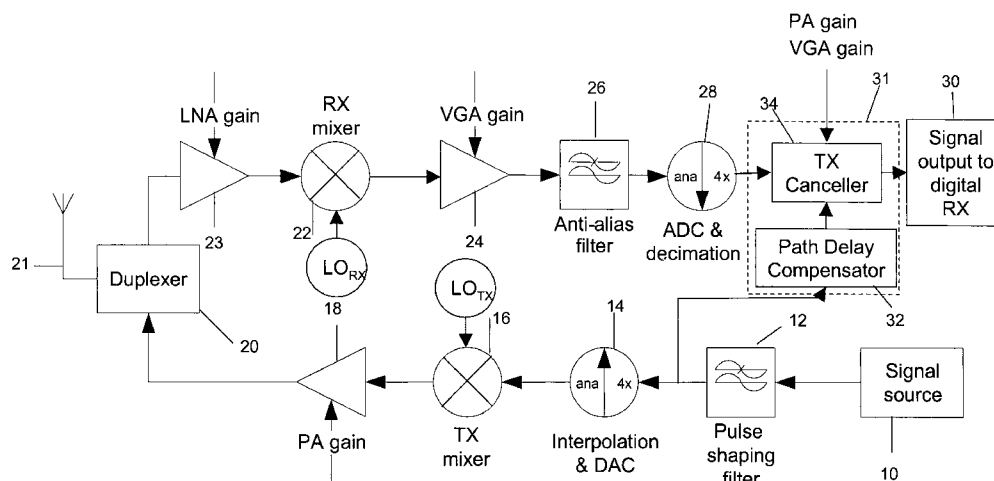 PA gain
VGA gain
LNA gain
RX
mixer
VGA gain
26
28
34
31
30
ana
4x
TX
Canceller
Signal
output to
digital
RX
23
22
24
Anti-alias
filter
ADC &
decimation
Path Delay
Compensator
21
Duplexer
LO RX
LO TX
20
18
16
14
12
32
ana
4x
Signal
source
PA gain
TX
mixer
Interpolation
& DAC
Pulse
shaping
filter
10